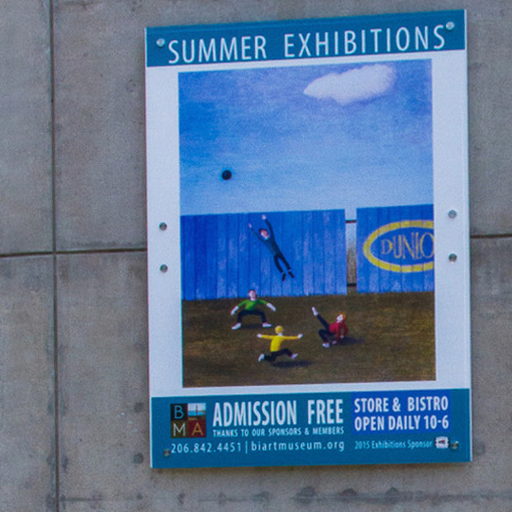 SUMMER EXHIBITIONS
DUNLO
BMA
ADMISSION FREE
THANKS TO OUR SPONSORS & MEMBERS
206.842.4451 | biartmuseum.org
STORE & BISTRO
OPEN DAILY 10-6
2015 Exhibitions Sponsor